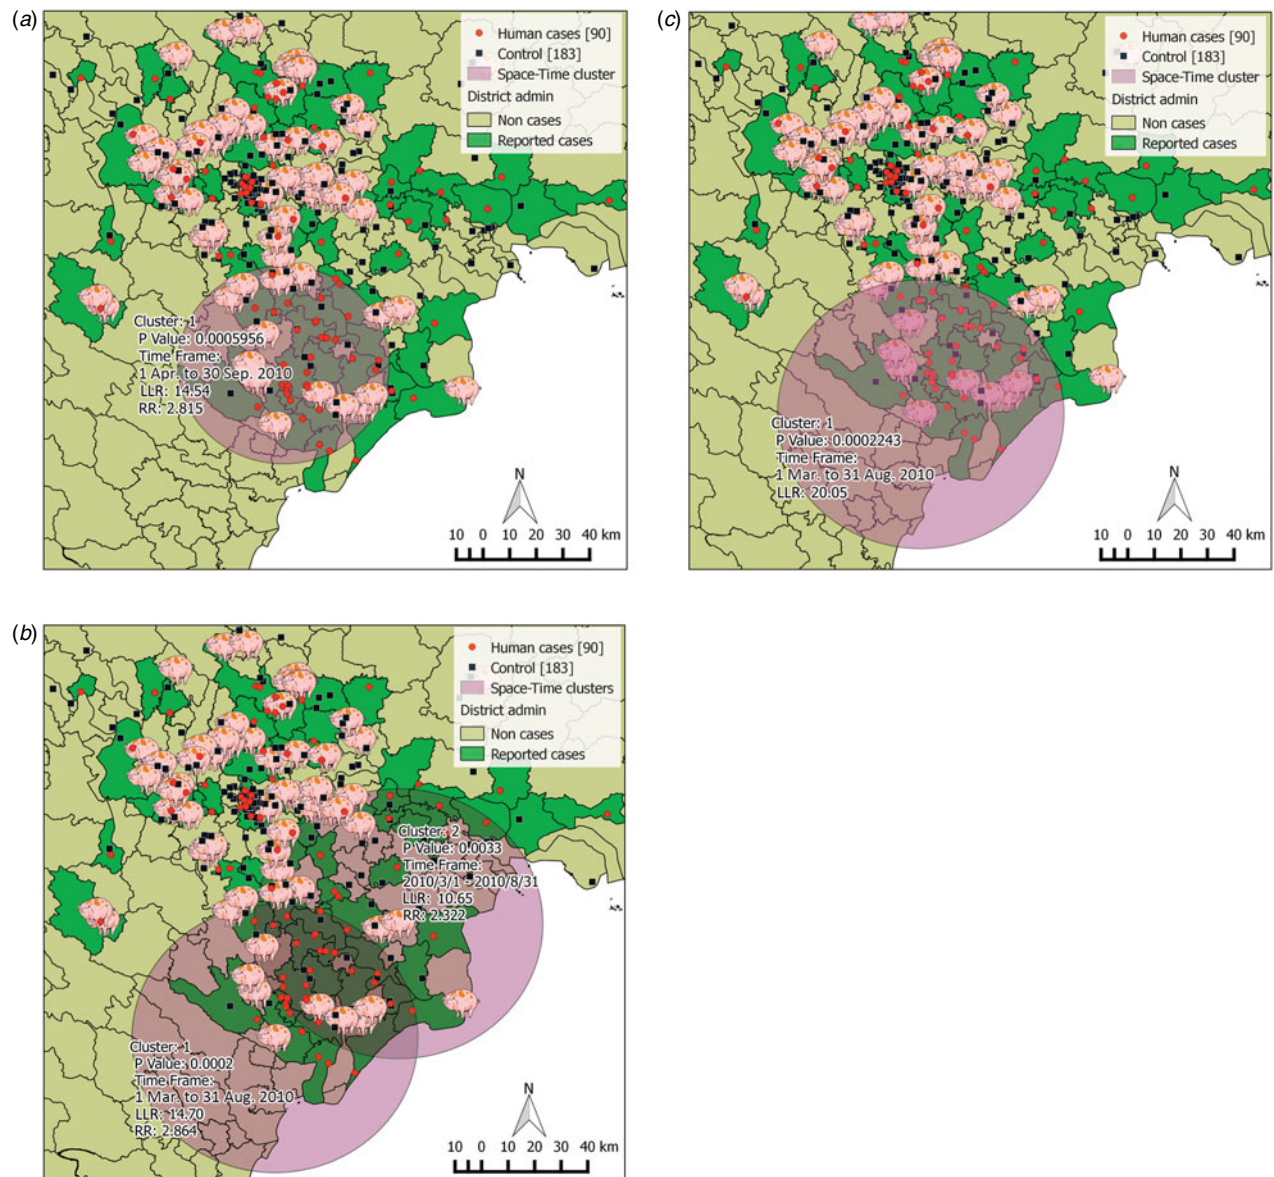 (a)
Human cases [90]
Control [183]
Space-Time cluster
District admin
Non cases
Reported cases
Cluster: 1
P Value: 0.0005956
Time Frame:
1 Apr. to 30 Sep. 2010
LLR: 14.54
RR: 2.815
N
10 0 10 20 30 40 km
(c)
Human cases [90]
Control [183]
Space-Time cluster
District admin
Non cases
Reported cases
Cluster: 1
P Value: 0.0002243
Time Frame:
1 Mar. to 31 Aug. 2010
LLR: 20.05
N
10 0 10 20 30 40 km
(b)
Human cases [90]
Control [183]
Space-Time clusters
District admin
Non cases
Reported cases
Cluster: 2
P Value: 0.0033
Time Frame:
2010/3/1 - 2010/8/31
LLR: 10.65
RR: 2.322
Cluster: 1
P Value: 0.0002
Time Frame:
1 Mar. to 31 Aug. 2010
LLR: 14.70
RR: 2.864
N
10 0 10 20 30 40 km